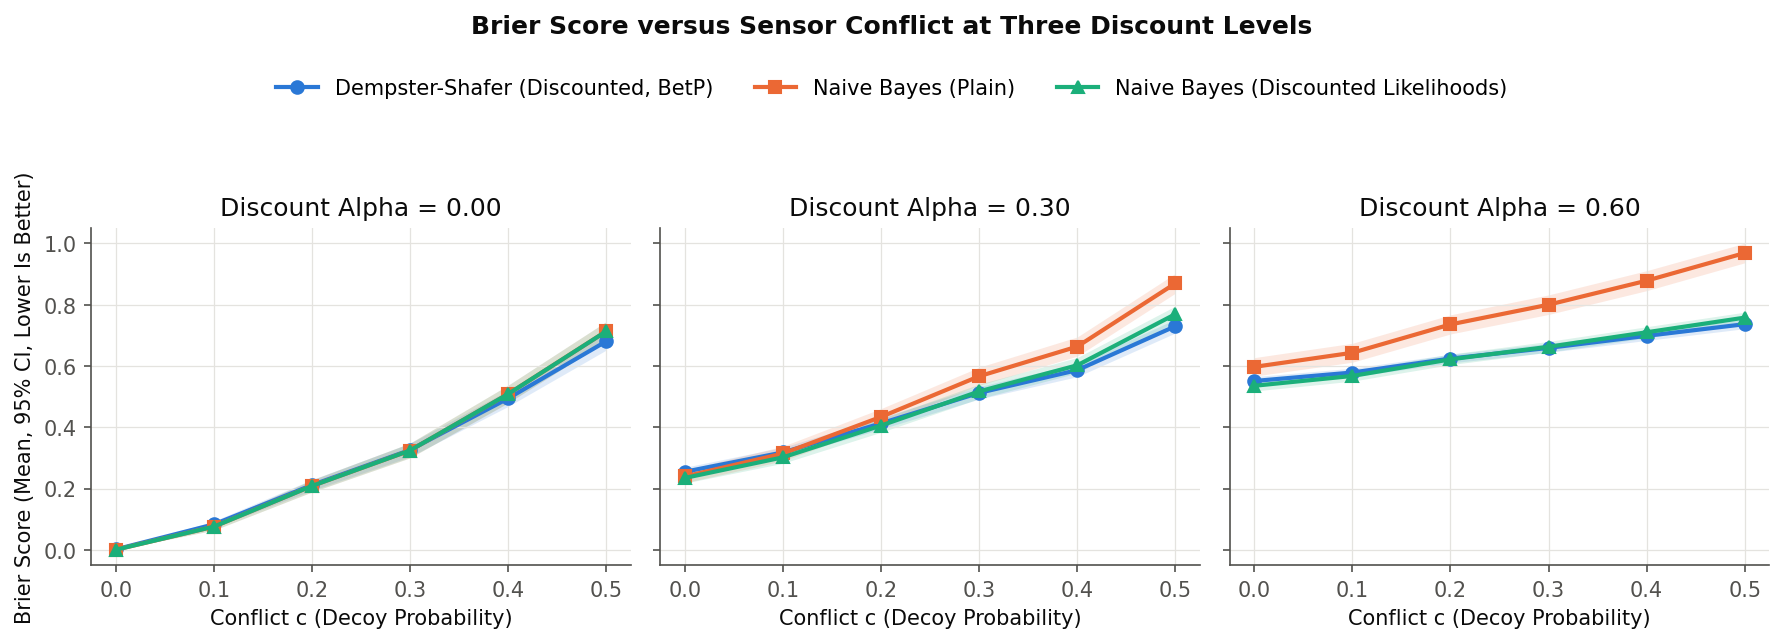 Brier Score versus Sensor Conflict at Three Discount Levels
Dempster-Shafer (Discounted, BetP)
Naive Bayes (Plain)
Naive Bayes (Discounted Likelihoods)
Brier Score (Mean, 95% CI, Lower Is Better)
Discount Alpha = 0.00
1.0
0.8
0.6
0.4
0.2
0.0
0.0 0.1 0.2 0.3 0.4 0.5
Conflict c (Decoy Probability)
Discount Alpha = 0.30
0.0 0.1 0.2 0.3 0.4 0.5
Conflict c (Decoy Probability)
Discount Alpha = 0.60
0.0 0.1 0.2 0.3 0.4 0.5
Conflict c (Decoy Probability)